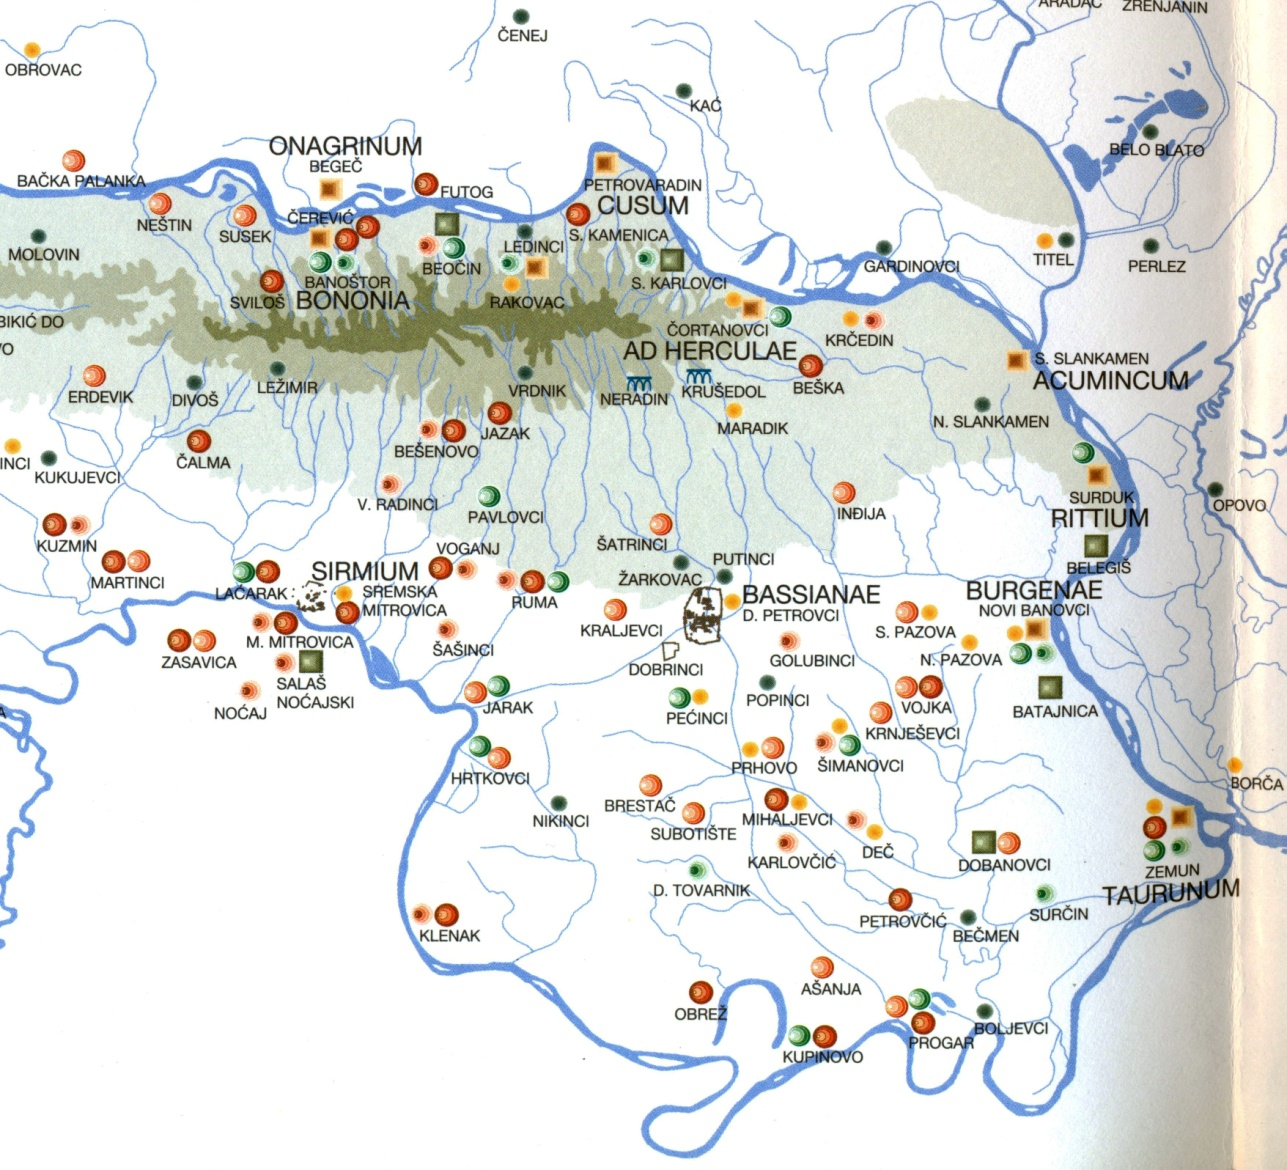 ARADAC
ZRENJANIN
ČENEJ
OBROVAC
KAĆ
BELO BLATO
ONAGRINUM
BEGEČ
BAČKA PALANKA
FUTOG
PETROVARADIN
CUSUM
NEŠTIN
SUSEK
ČEREVIĆ
S. KAMENICA
MOLOVIN
LEDINCI
BEOČIN
TITEL
PERLEZ
GARDINOVCI
BANOŠTOR
BONONIA
SVILOŠ
RAKOVAC
S. KARLOVCI
BIKIĆ DO
VO
ČORTANOVCI
KRČEDIN
AD HERCULAE
S. SLANKAMEN
ACUMINCUM
ERDEVIK
DIVOŠ
LEŽIMIR
VRDNIK
NERADIN
KRUŠEDOL
BEŠKA
MARADIK
N. SLANKAMEN
JAZAK
BEŠENOVO
ČALMA
INCI
KUKUJEVCI
V. RADINCI
PAVLOVCI
INĐIJA
SURDUK
RITTIUM
OPOVO
KUZMIN
ŠATRINCI
VOGANJ
PUTINCI
ŽARKOVAC
BELEGIŠ
MARTINCI
SIRMIUM
LAĆARAK
SREMSKA
MITROVICA
RUMA
BASSIANAE
D. PETROVCI
BURGENAE
NOVI BANOVCI
KRALJEVCI
S. PAZOVA
M. MITROVICA
ŠAŠINCI
ZASAVICA
DOBRINCI
GOLUBINCI
N. PAZOVA
SALAŠ
NOĆAJSKI
NOĆAJ
JARAK
PEĆINCI
POPINCI
VOJKA
BATAJNICA
A
KRNJEŠEVCI
HRTKOVCI
PRHOVO
ŠIMANOVCI
BORČA
BRESTAČ
NIKINCI
SUBOTIŠTE
MIHALJEVCI
DEČ
KARLOVČIĆ
DOBANOVCI
ZEMUN
TAURUNUM
D. TOVARNIK
SURČIN
PETROVČIĆ
BEČMEN
KLENAK
AŠANJA
OBREŽ
BOLJEVCI
PROGAR
KUPINOVO